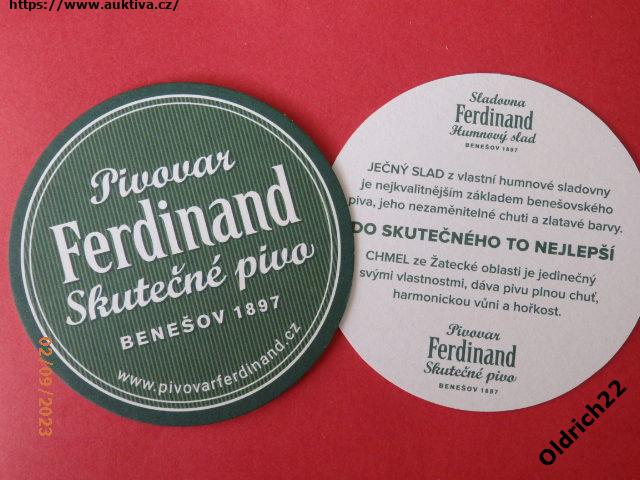 https://www.auktiva.cz/
Pivovar
Ferdinand
Skutečné pivo
BENEŠOV 1897
www.pivovarferdinand.cz
Sladovna
Ferdinand
Humnový slad
BENEŠOV 1897
JEČNÝ SLAD z vlastní humnové sladovny
je nejkvalitnějším základem benešovského
piva, jeho nezaměnitelné chuti a zlatavé barvy.
DO SKUTEČNÉHO TO NEJLEPŠÍ
CHMEL ze Žatecké oblasti je jedinečný
svými vlastnostmi, dáva pivu plnou chuť,
harmonickou vůni a hořkost.
Pivovar
Ferdinand
Skutečné pivo
BENEŠOV 1897
02/09/2023
Oldrich22